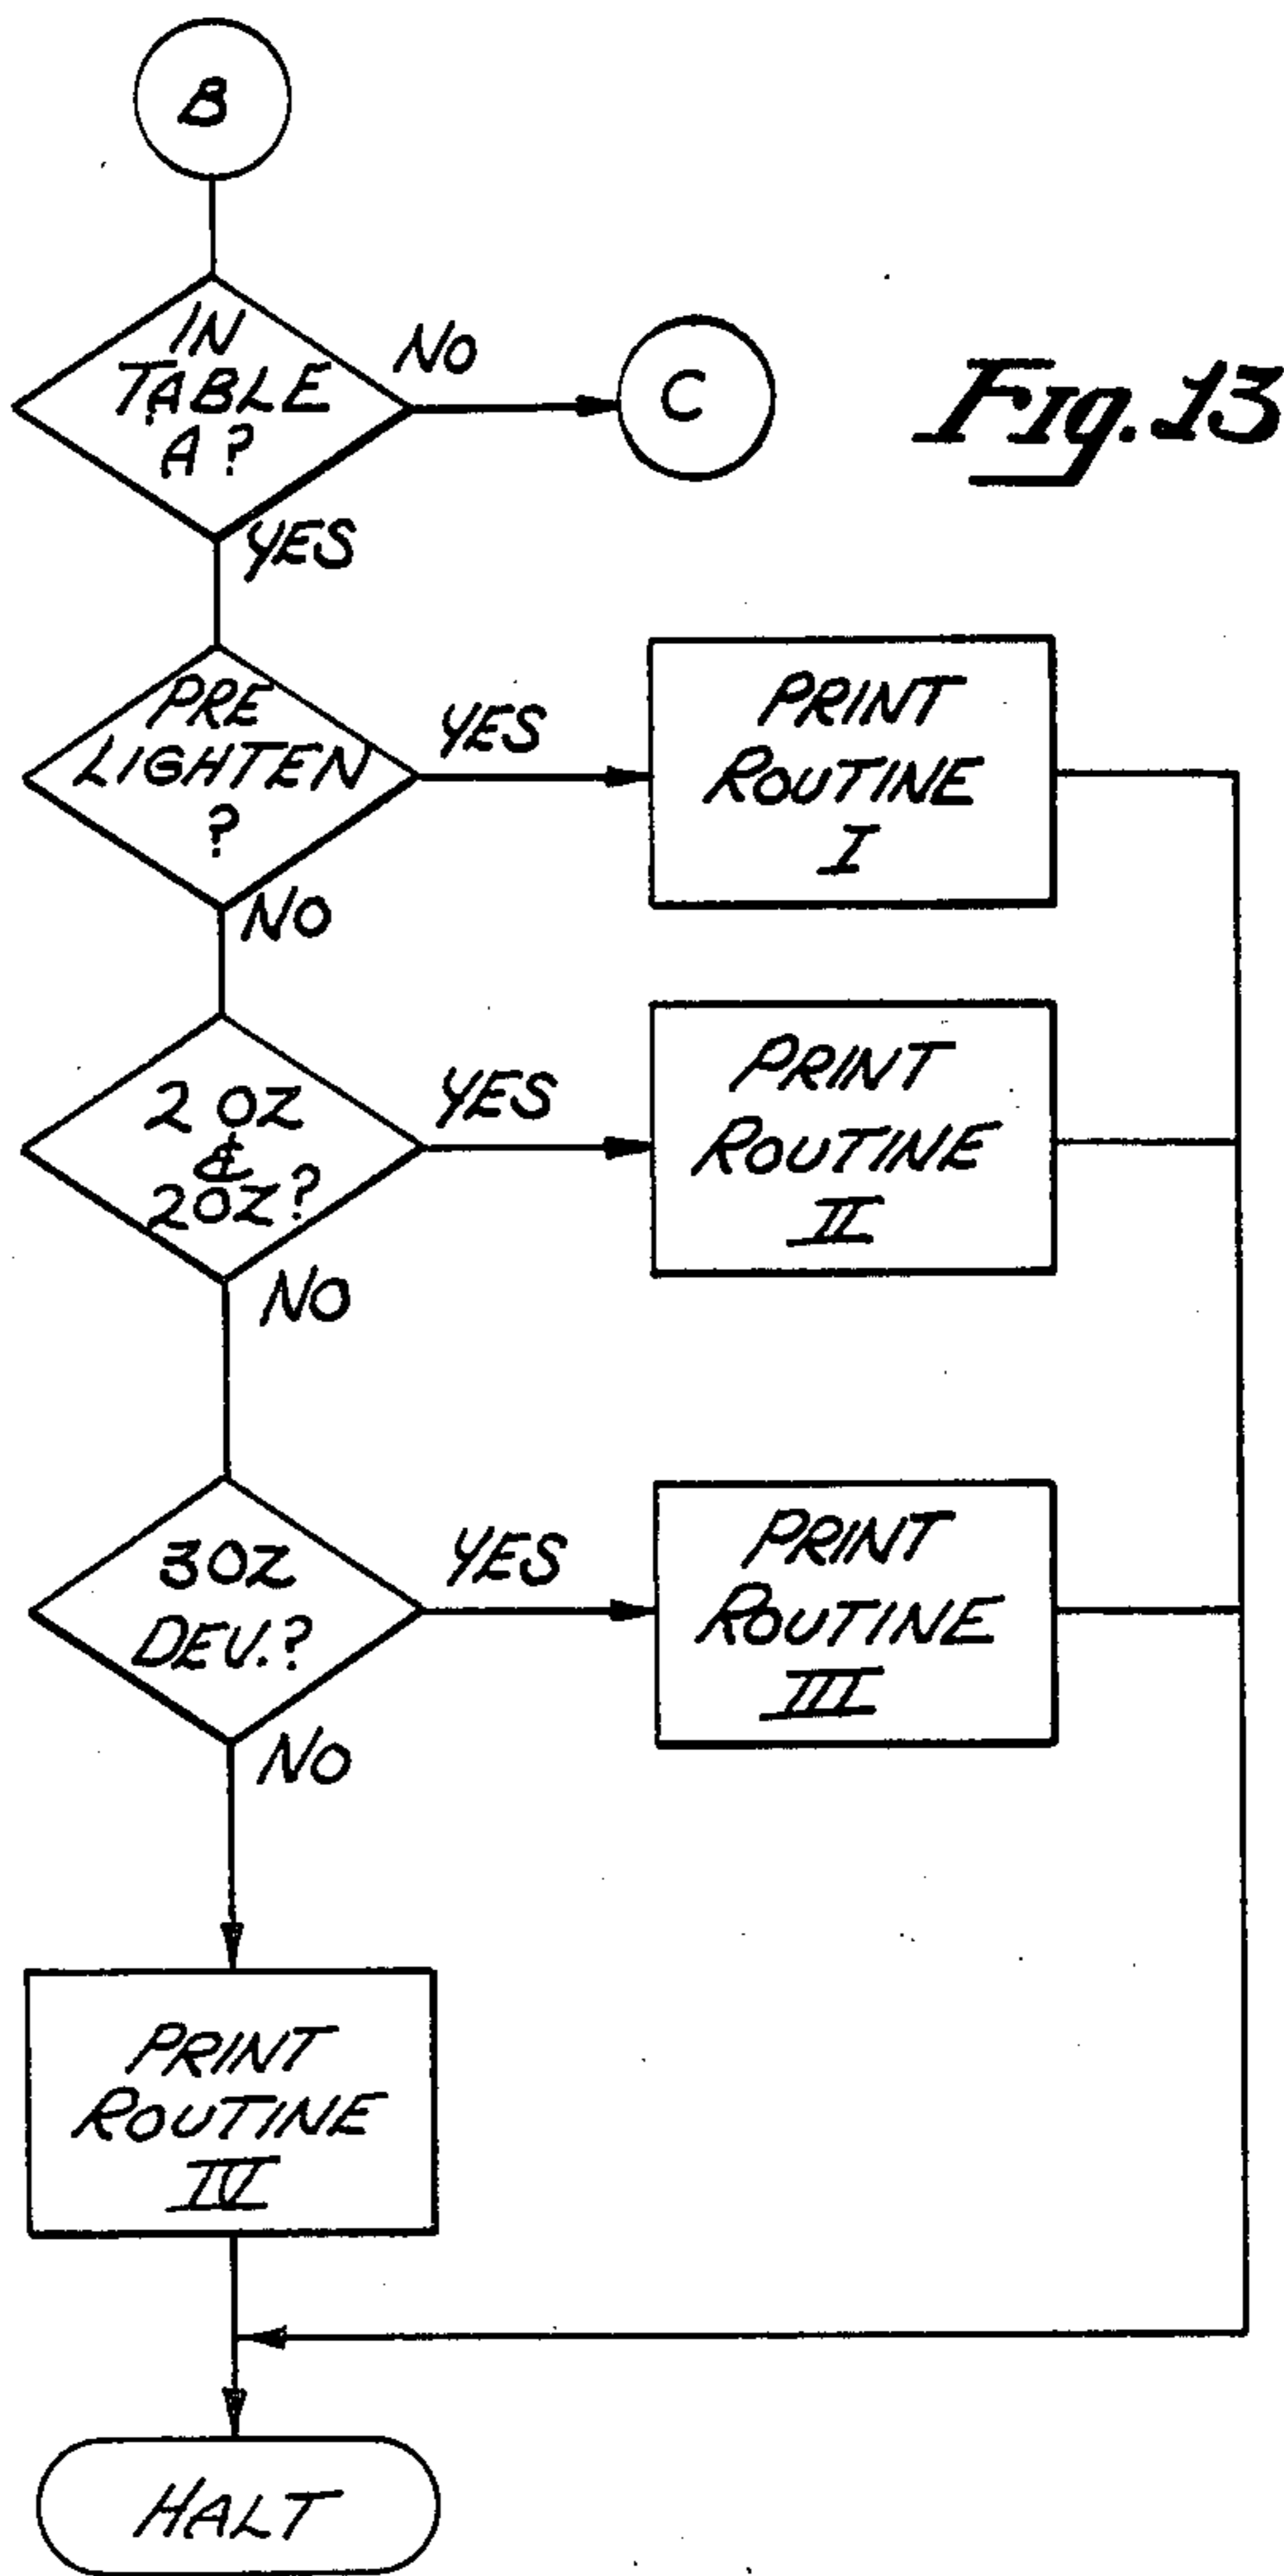 B
IN
TABLE
A?
NO
C
Fig. 13
YES
PRE
LIGHTEN
?
YES
PRINT
ROUTINE
I
NO
2 OZ
&
2OZ?
YES
PRINT
ROUTINE
II
NO
3OZ
DEV.?
YES
PRINT
ROUTINE
III
NO
PRINT
ROUTINE
IV
HALT